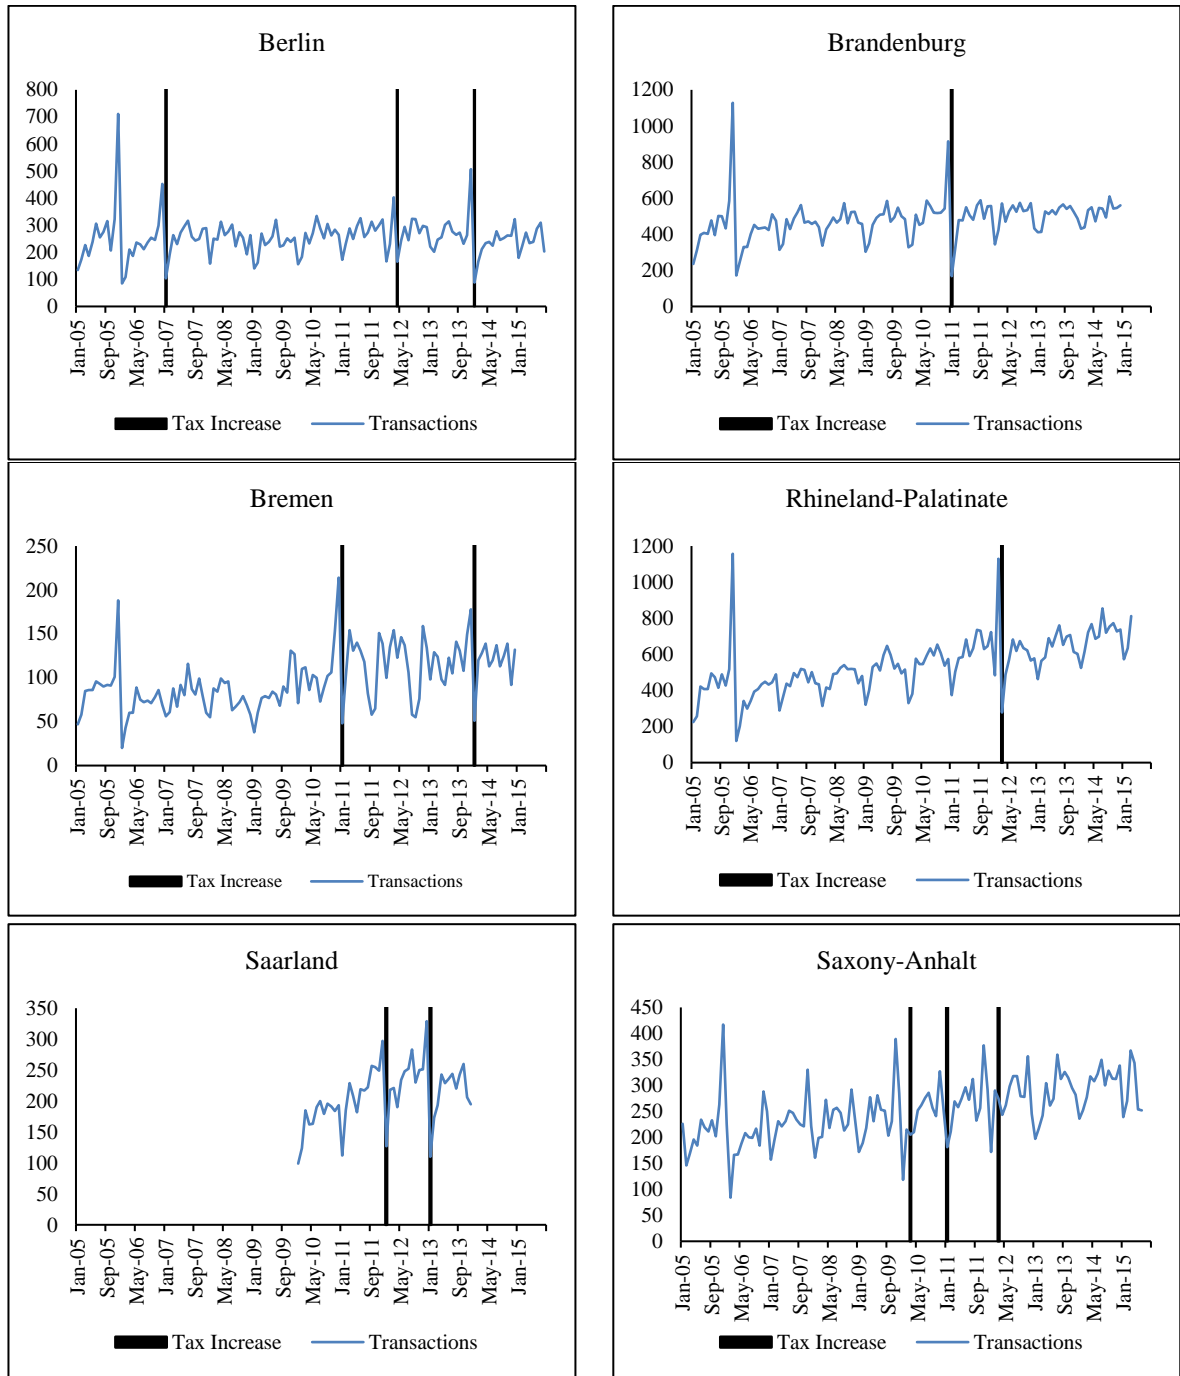 Berlin
800
700
600
500
400
300
200
100
0
Jan-05
Sep-05
May-06
Jan-07
Sep-07
May-08
Jan-09
Sep-09
May-10
Jan-11
Sep-11
May-12
Jan-13
Sep-13
May-14
Jan-15
Tax Increase Transactions
Brandenburg
1200
1000
800
600
400
200
0
Jan-05
Sep-05
May-06
Jan-07
Sep-07
May-08
Jan-09
Sep-09
May-10
Jan-11
Sep-11
May-12
Jan-13
Sep-13
May-14
Jan-15
Tax Increase Transactions
Bremen
250
200
150
100
50
0
Jan-05
Sep-05
May-06
Jan-07
Sep-07
May-08
Jan-09
Sep-09
May-10
Jan-11
Sep-11
May-12
Jan-13
Sep-13
May-14
Jan-15
Tax Increase Transactions
Rhineland-Palatinate
1200
1000
800
600
400
200
0
Jan-05
Sep-05
May-06
Jan-07
Sep-07
May-08
Jan-09
Sep-09
May-10
Jan-11
Sep-11
May-12
Jan-13
Sep-13
May-14
Jan-15
Tax Increase Transactions
Saarland
350
300
250
200
150
100
50
0
Jan-05
Sep-05
May-06
Jan-07
Sep-07
May-08
Jan-09
Sep-09
May-10
Jan-11
Sep-11
May-12
Jan-13
Sep-13
May-14
Jan-15
Tax Increase Transactions
Saxony-Anhalt
450
400
350
300
250
200
150
100
50
0
Jan-05
Sep-05
May-06
Jan-07
Sep-07
May-08
Jan-09
Sep-09
May-10
Jan-11
Sep-11
May-12
Jan-13
Sep-13
May-14
Jan-15
Tax Increase Transactions